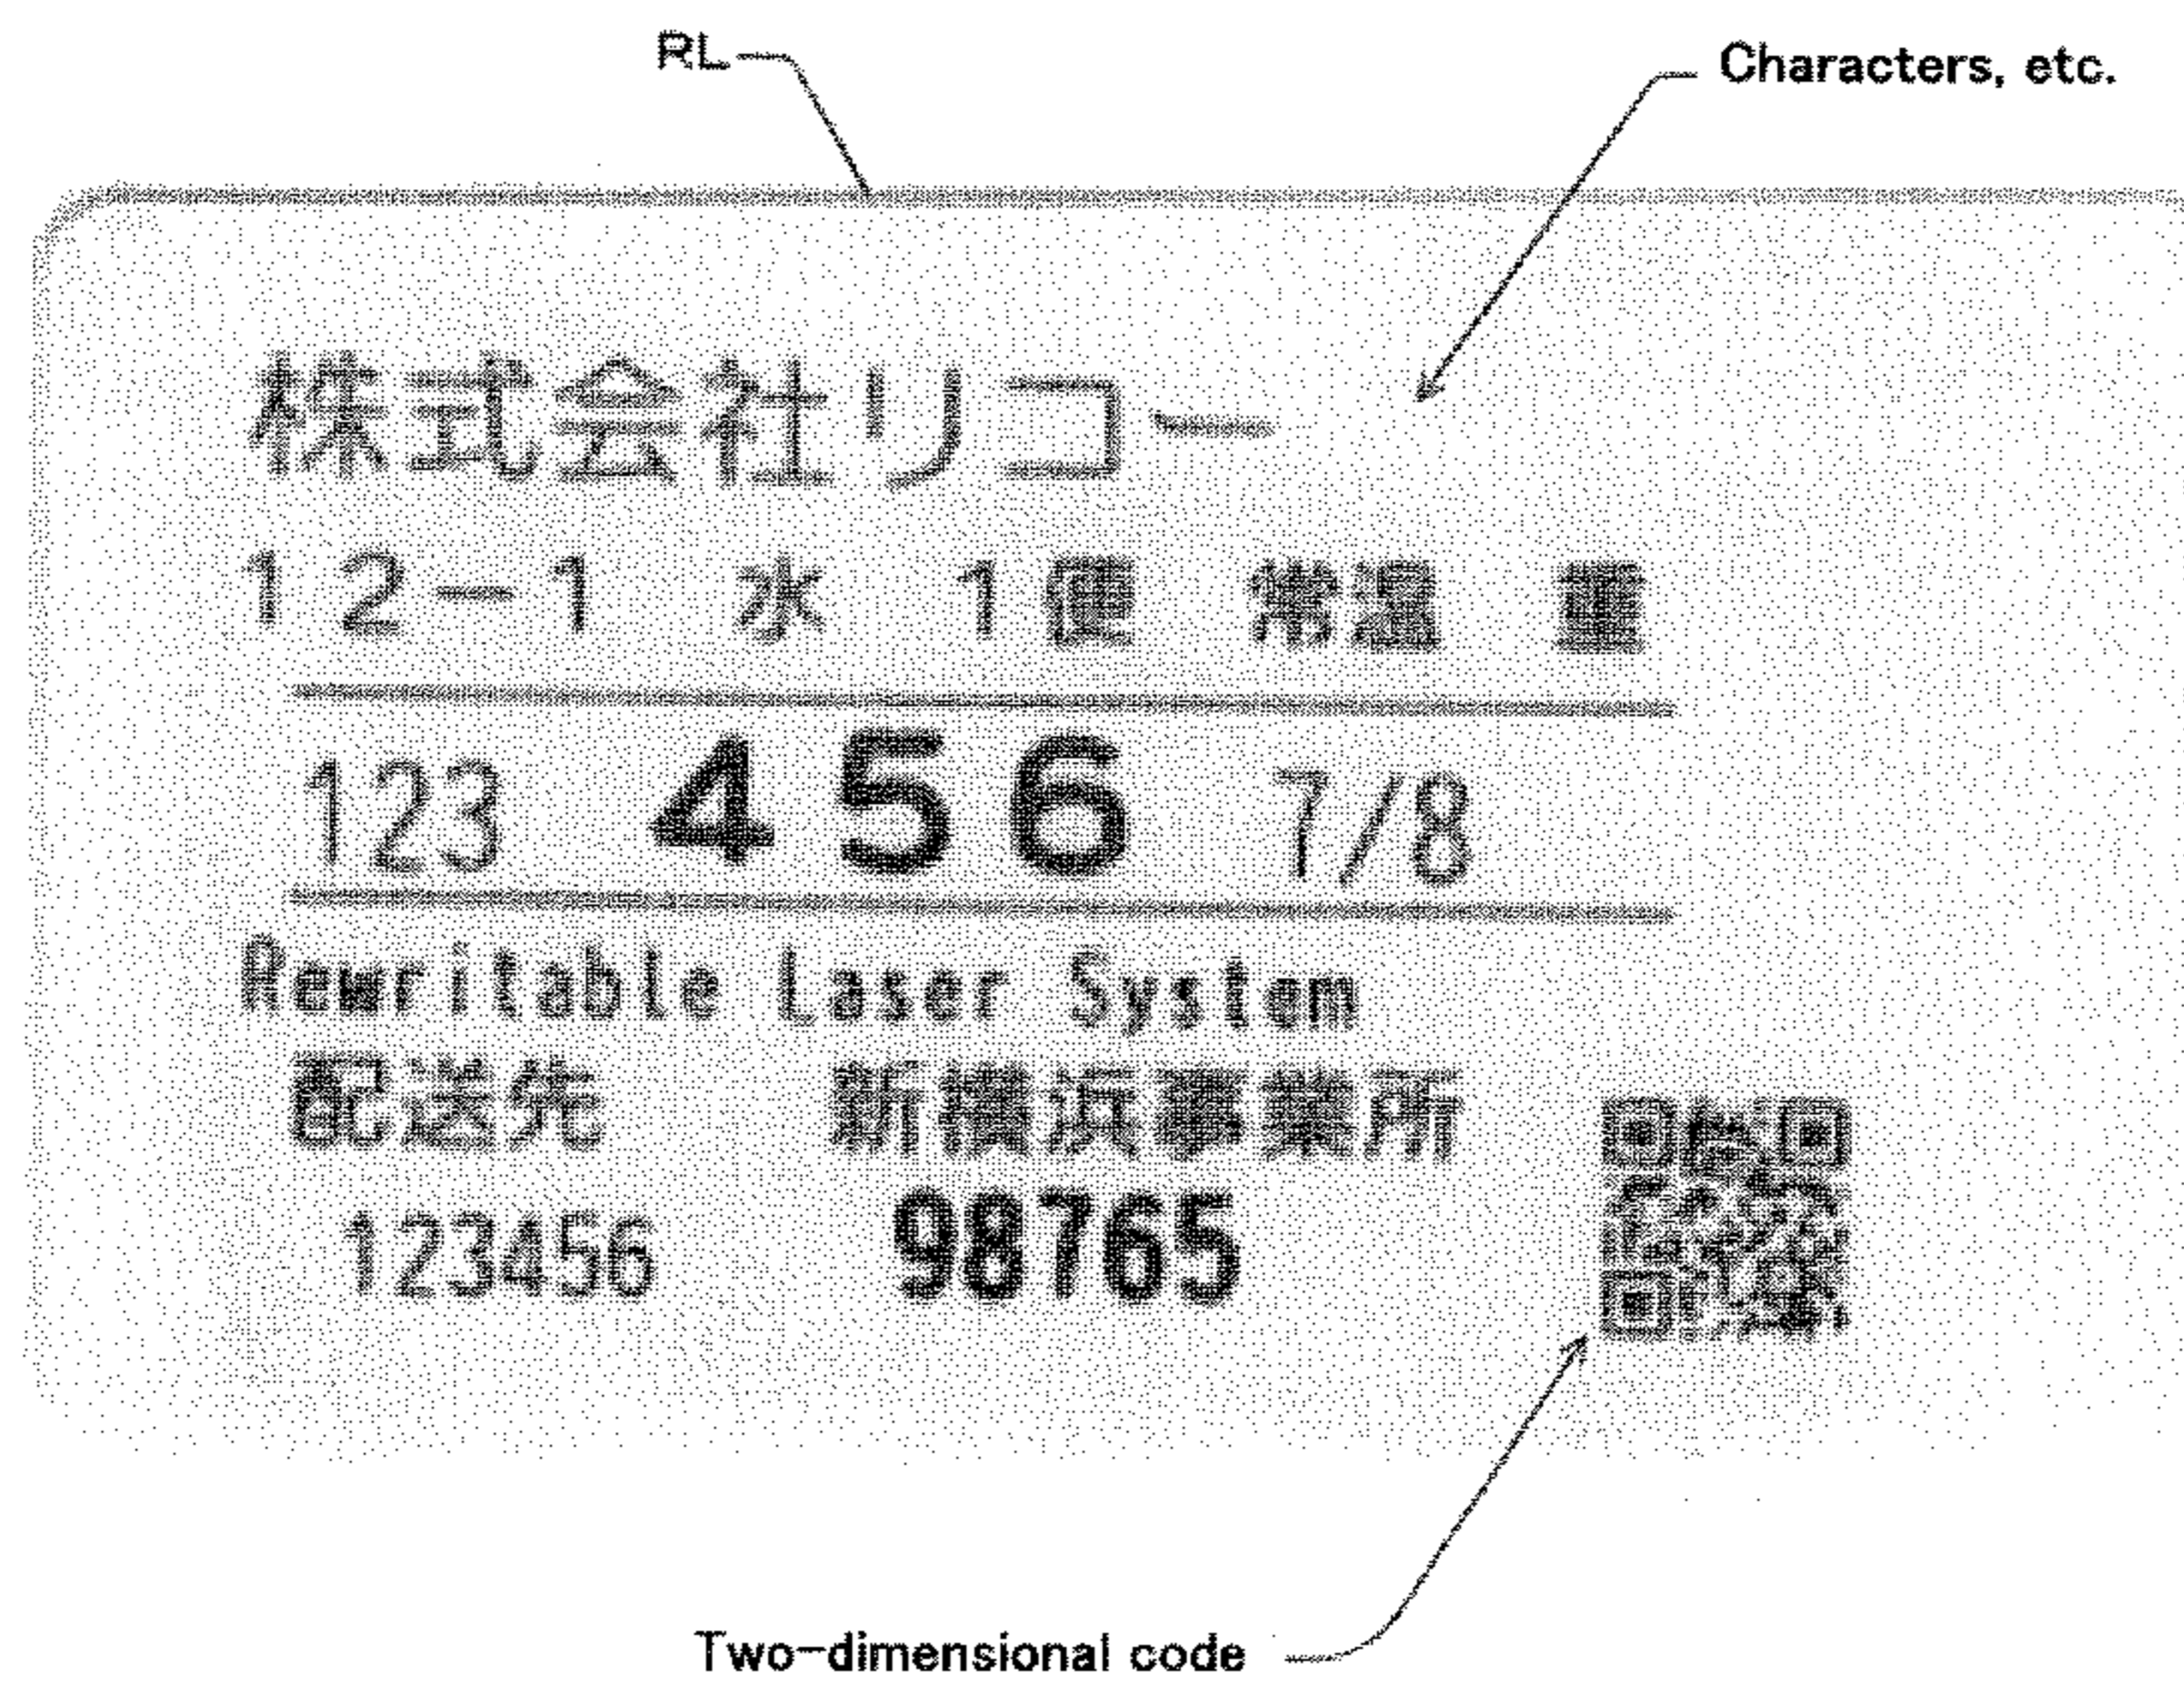 RL
Characters, etc.
株式会社リコー
12-1 水 1便 常温 重
123 456 7/8
Rewritable Laser System
配送先 新横浜事業所
123456 98765
Two-dimensional code